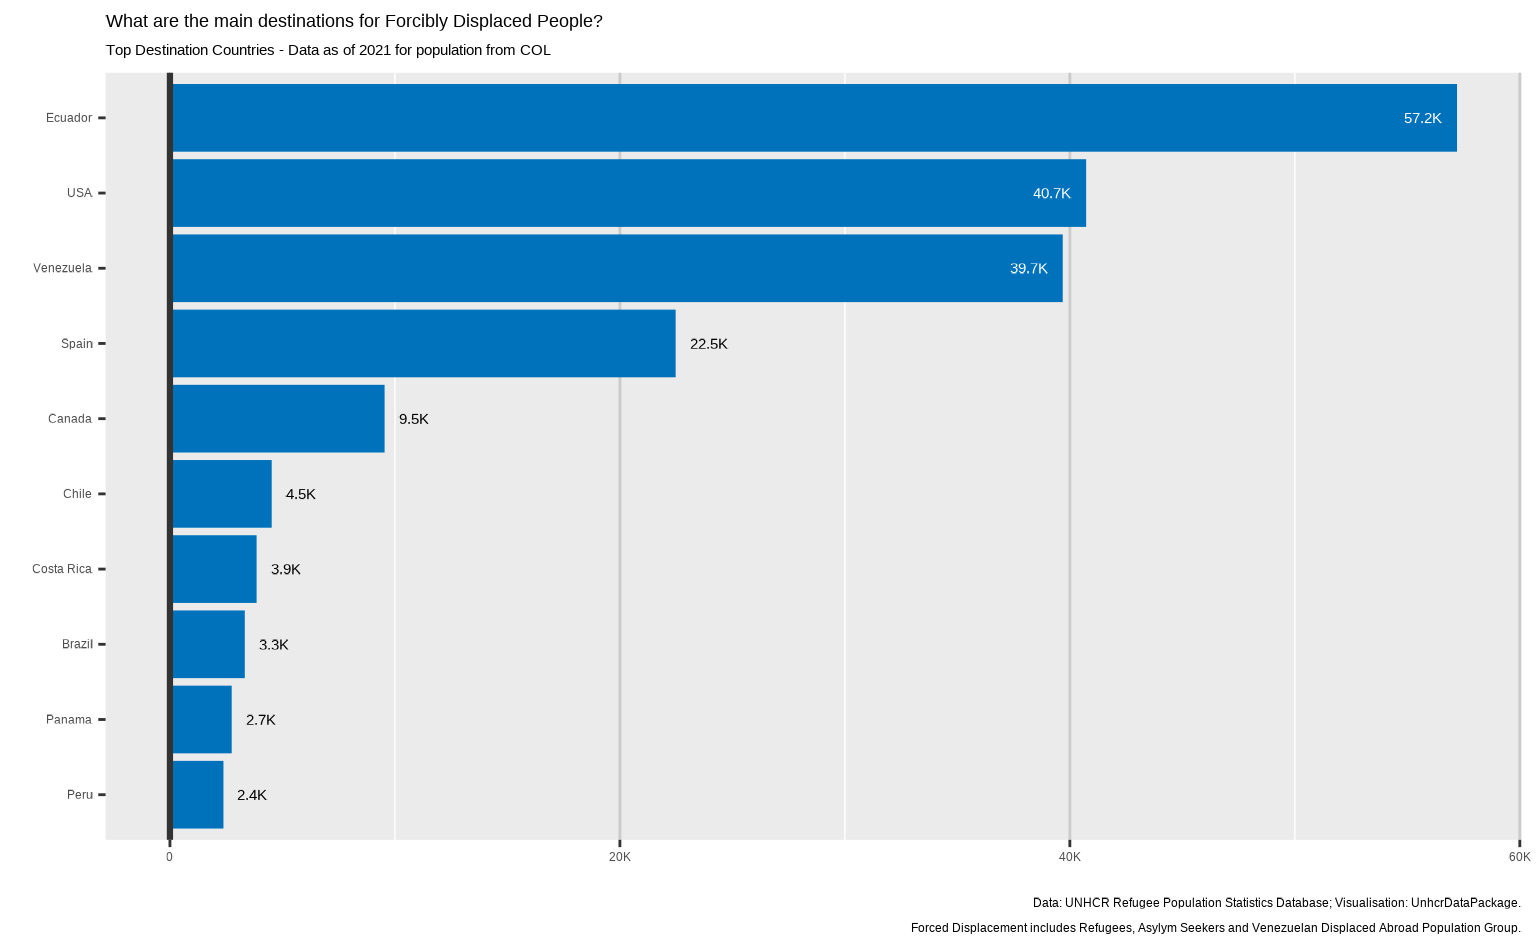 What are the main destinations for Forcibly Displaced People?
Top Destination Countries - Data as of 2021 for population from COL
Ecuador
57.2K
USA
40.7K
Venezuela
39.7K
Spain
22.5K
Canada
9.5K
Chile
4.5K
Costa Rica
3.9K
Brazil
3.3K
Panama
2.7K
Peru
2.4K
0
20K
40K
60K
Data: UNHCR Refugee Population Statistics Database; Visualisation: UnhcrDataPackage.
Forced Displacement includes Refugees, Asylym Seekers and Venezuelan Displaced Abroad Population Group.